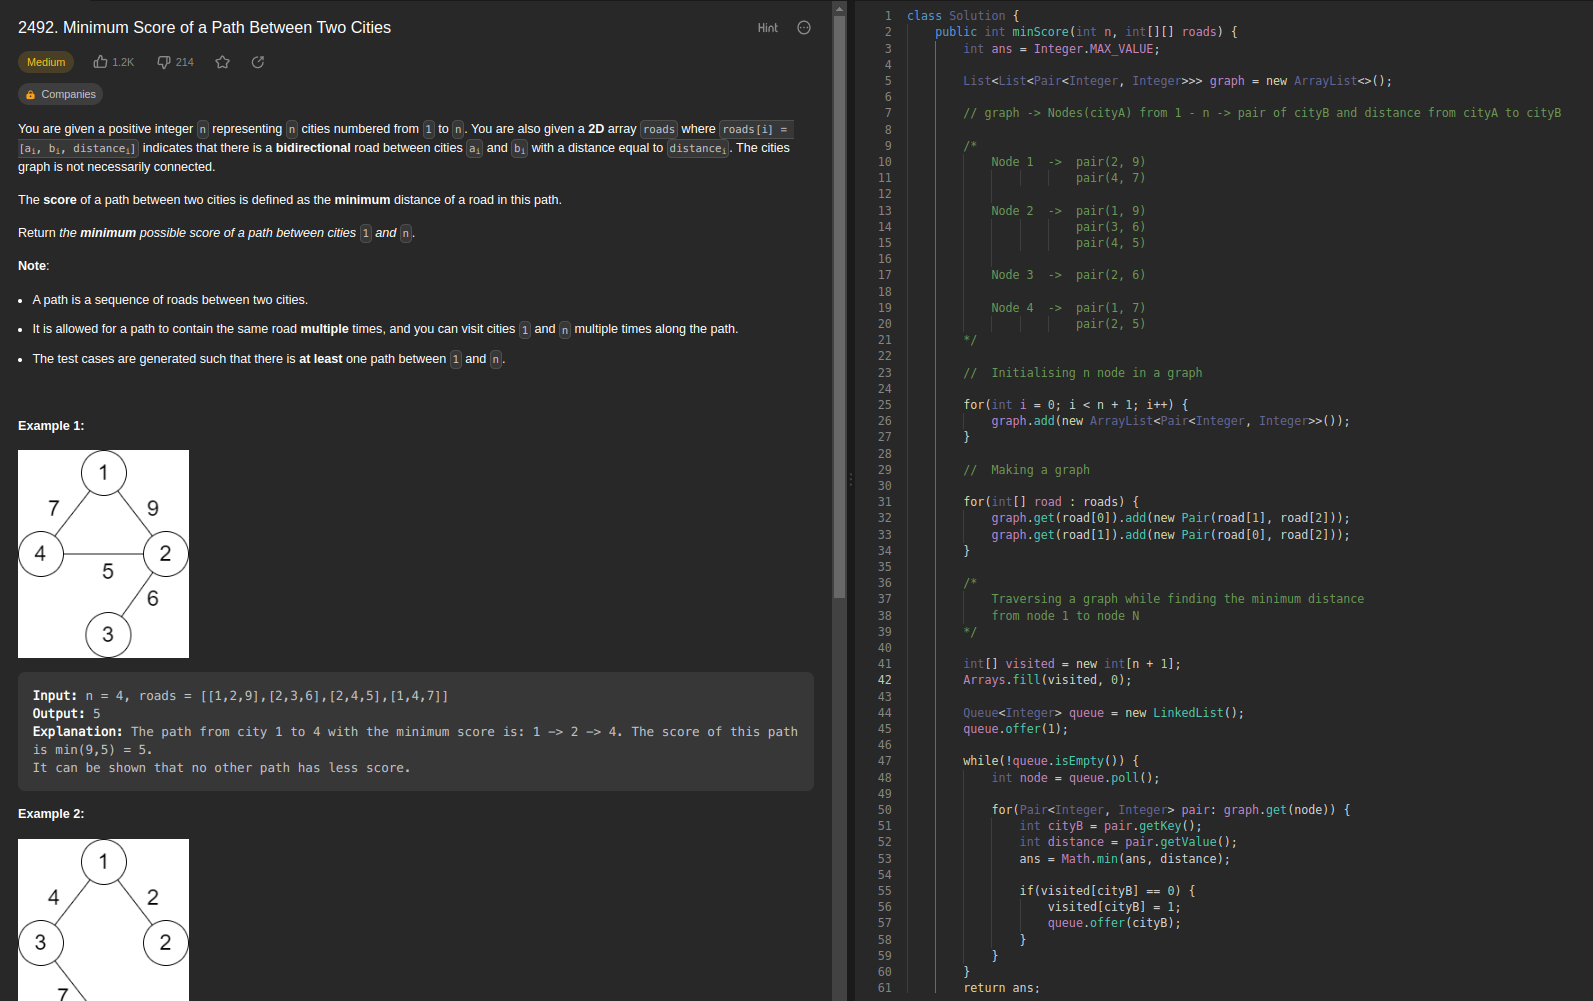 2492. Minimum Score of a Path Between Two Cities
Hint
Medium
1.2K
214
Companies
You are given a positive integer n representing n cities numbered from 1 to n. You are also given a 2D array roads where roads[i] =
[ai, bi, distancei] indicates that there is a bidirectional road between cities ai and bi with a distance equal to distancei. The cities
graph is not necessarily connected.
The score of a path between two cities is defined as the minimum distance of a road in this path.
Return the minimum possible score of a path between cities 1 and n.
Note:
• A path is a sequence of roads between two cities.
• It is allowed for a path to contain the same road multiple times, and you can visit cities 1 and n multiple times along the path.
• The test cases are generated such that there is at least one path between 1 and n.
Example 1:
1
7
9
4
2
5
6
3
Input: n = 4, roads = [[1,2,9],[2,3,6],[2,4,5],[1,4,7]]
Output: 5
Explanation: The path from city 1 to 4 with the minimum score is: 1 -> 2 -> 4. The score of this path
is min(9,5) = 5.
It can be shown that no other path has less score.
Example 2:
1
4
2
3
2
7
1 class Solution {
2 public int minScore(int n, int[][] roads) {
3 int ans = Integer.MAX_VALUE;
4
5 List<List<Pair<Integer, Integer>>> graph = new ArrayList<>();
6
7 // graph -> Nodes(cityA) from 1 - n -> pair of cityB and distance from cityA to cityB
8
9 /*
10 Node 1 -> pair(2, 9)
11 pair(4, 7)
12
13 Node 2 -> pair(1, 9)
14 pair(3, 6)
15 pair(4, 5)
16
17 Node 3 -> pair(2, 6)
18
19 Node 4 -> pair(1, 7)
20 pair(2, 5)
21 */
22
23 // Initialising n node in a graph
24
25 for(int i = 0; i < n + 1; i++) {
26 graph.add(new ArrayList<Pair<Integer, Integer>>());
27 }
28
29 // Making a graph
30
31 for(int[] road : roads) {
32 graph.get(road[0]).add(new Pair(road[1], road[2]));
33 graph.get(road[1]).add(new Pair(road[0], road[2]));
34 }
35
36 /*
37 Traversing a graph while finding the minimum distance
38 from node 1 to node N
39 */
40
41 int[] visited = new int[n + 1];
42 Arrays.fill(visited, 0);
43
44 Queue<Integer> queue = new LinkedList();
45 queue.offer(1);
46
47 while(!queue.isEmpty()) {
48 int node = queue.poll();
49
50 for(Pair<Integer, Integer> pair: graph.get(node)) {
51 int cityB = pair.getKey();
52 int distance = pair.getValue();
53 ans = Math.min(ans, distance);
54
55 if(visited[cityB] == 0) {
56 visited[cityB] = 1;
57 queue.offer(cityB);
58 }
59 }
60 }
61 return ans;